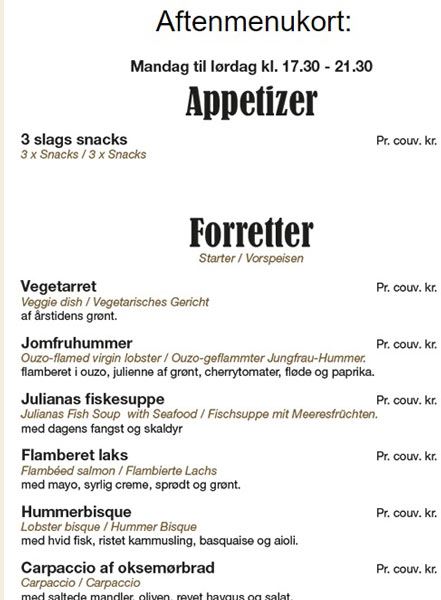 Aftenmenukort:
Mandag til lørdag kl. 17.30 - 21.30
Appetizer
3 slags snacks Pr. couv. kr.
3 x Snacks / 3 x Snacks
Forretter
Starter / Vorspeisen
Vegetarret Pr. couv. kr.
Veggie dish / Vegetarisches Gericht
af årstidens grønt.
Jomfruhummer Pr. couv. kr.
Ouzo-flamed virgin lobster / Ouzo-geflammter Jungfrau-Hummer.
flamberet i ouzo, julienne af grønt, cherrytomater, fløde og paprika.
Julianas fiskesuppe Pr. couv. kr.
Julianas Fish Soup with Seafood / Fischsuppe mit Meeresfrüchten.
med dagens fangst og skaldyr
Flamberet laks Pr. couv. kr.
Flambéed salmon / Flambierte Lachs
med mayo, syrlig creme, sprødt og grønt.
Hummerbisque Pr. couv. kr.
Lobster bisque / Hummer Bisque
med hvid fisk, ristet kammusling, basquaise og aioli.
Carpaccio af oksemørbrad Pr. couv. kr.
Carpaccio / Carpaccio
med saltede mandler, oliven, revet havgus og salat.